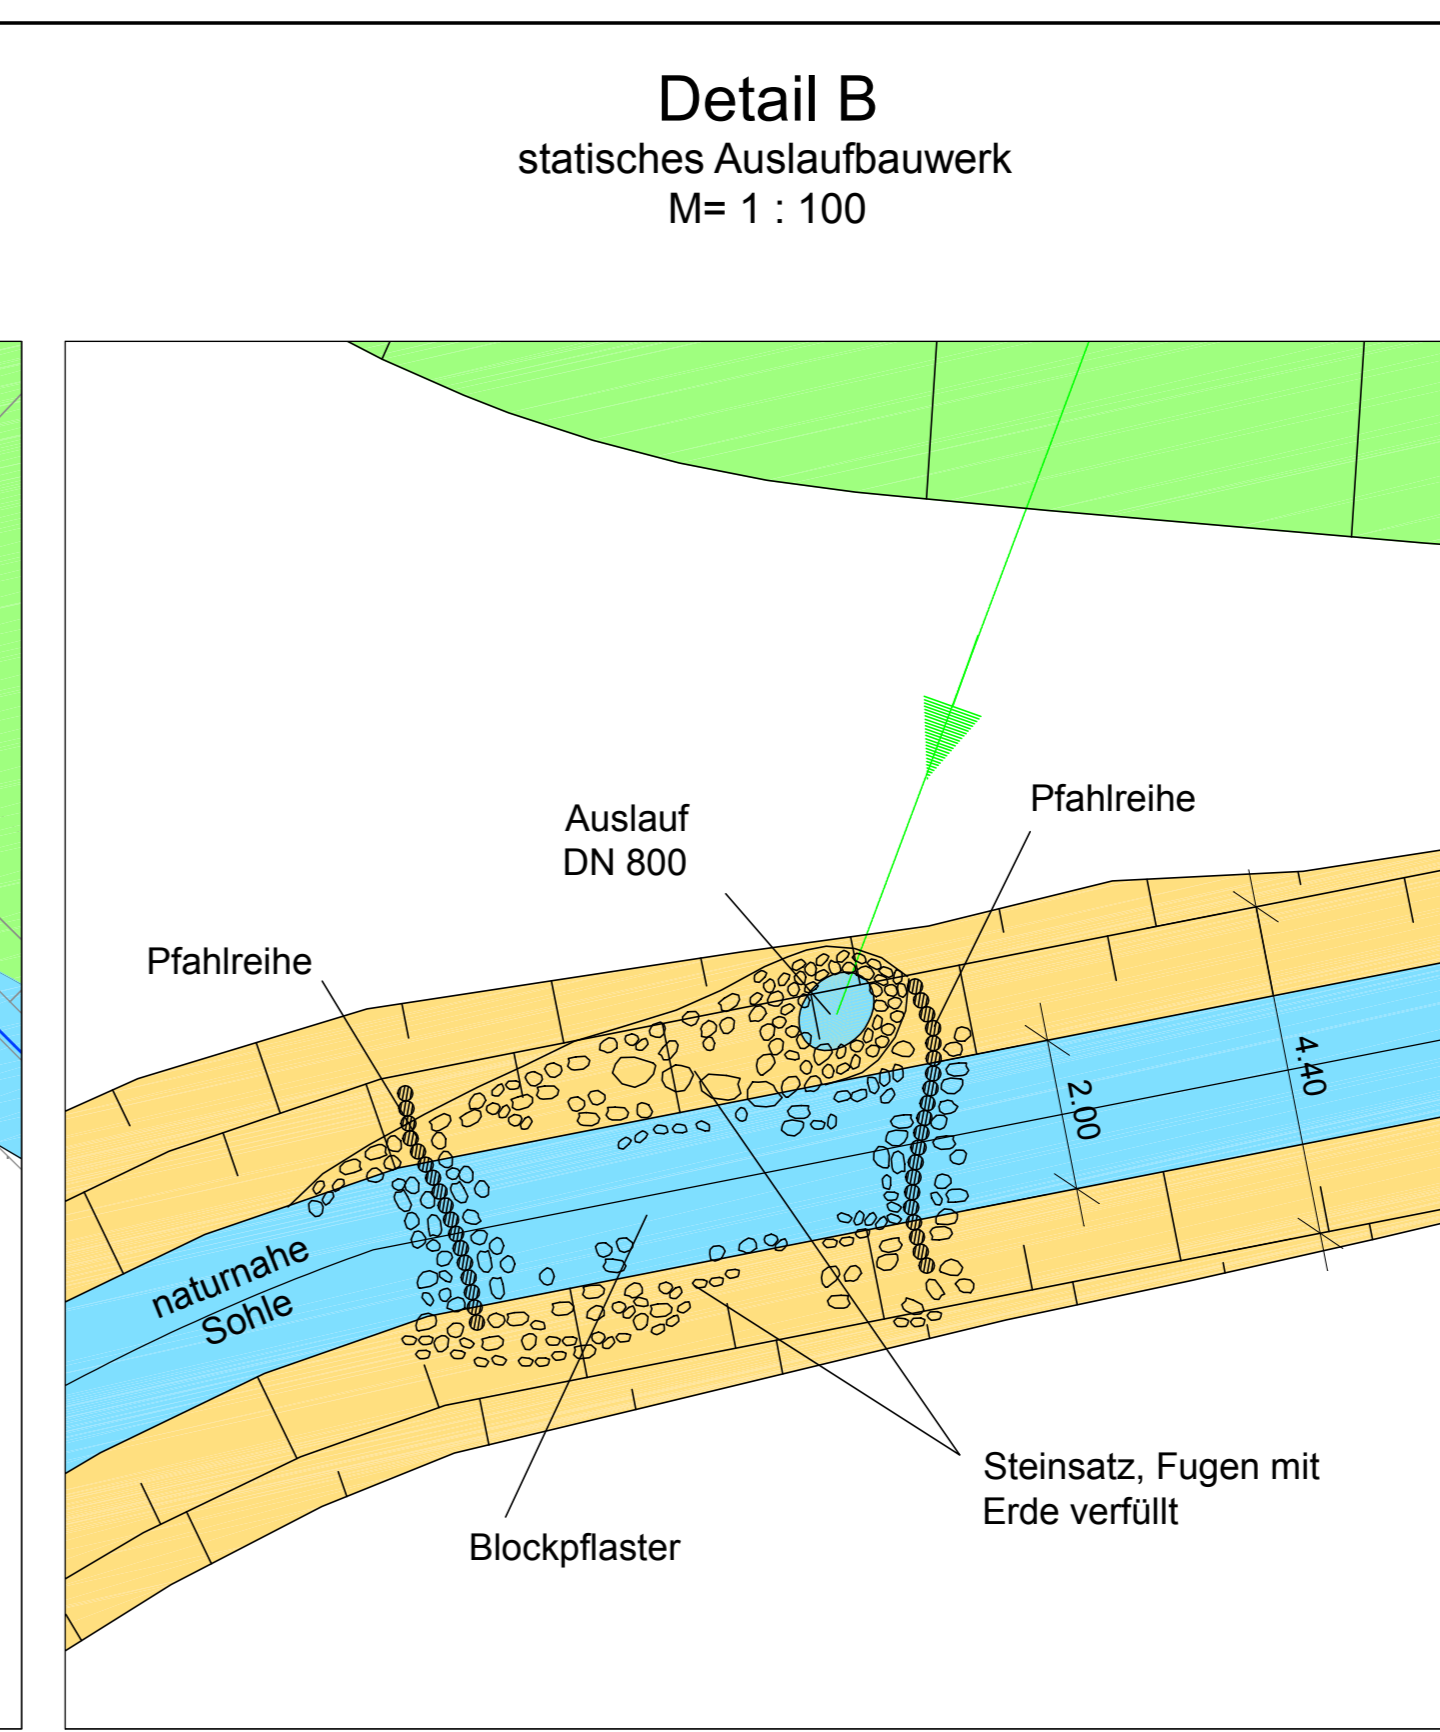 Detail B
statisches Auslaufbauwerk
M= 1 : 100
Auslauf
DN 800
Pfahlreihe
Pfahlreihe
2.00
4.40
naturnahe
Sohle
Steinsatz, Fugen mit
Erde verfüllt
Blockpflaster